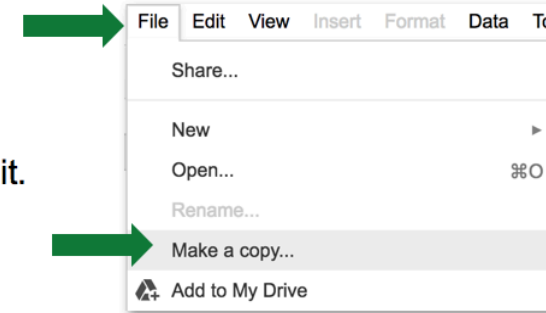 File Edit View Insert Format Data
Share...
New
Open... ⌘O
it.
Rename...
Make a copy...
Add to My Drive